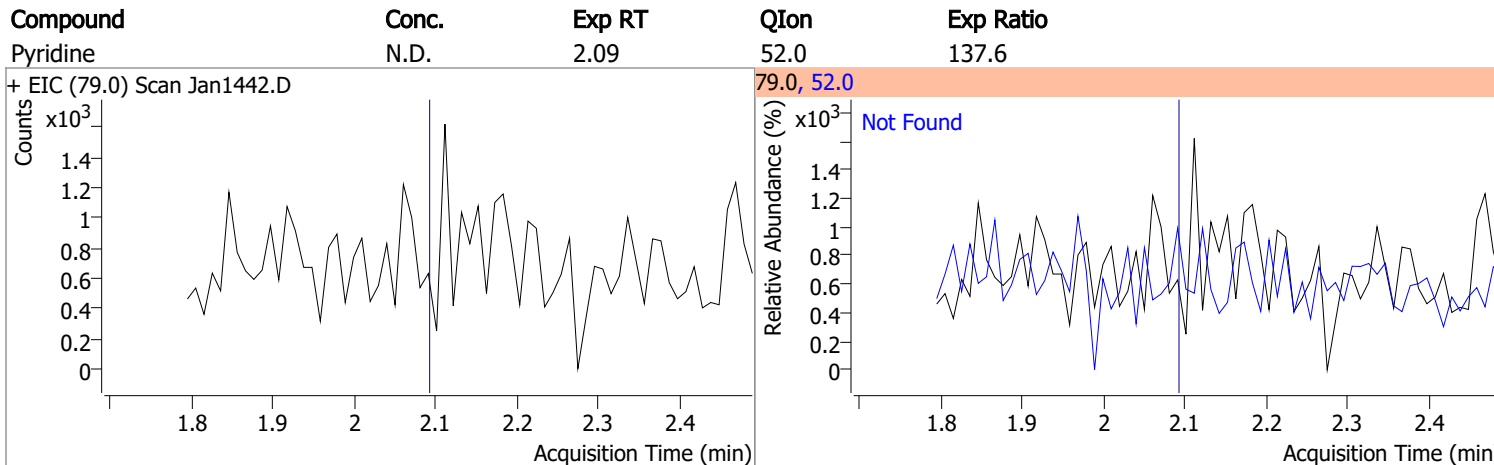 Compound Conc. Exp RT QIon Exp Ratio
Pyridine N.D. 2.09 52.0 137.6
+ EIC (79.0) Scan Jan1442.D
Counts
x10³
1.4
1.2
1
0.8
0.6
0.4
0.2
0
1.8 1.9 2 2.1 2.2 2.3 2.4
Acquisition Time (min)
79.0, 52.0
Relative Abundance (%)
x10³
Not Found
1.4
1.2
1
0.8
0.6
0.4
0.2
0
1.8 1.9 2 2.1 2.2 2.3 2.4
Acquisition Time (min)